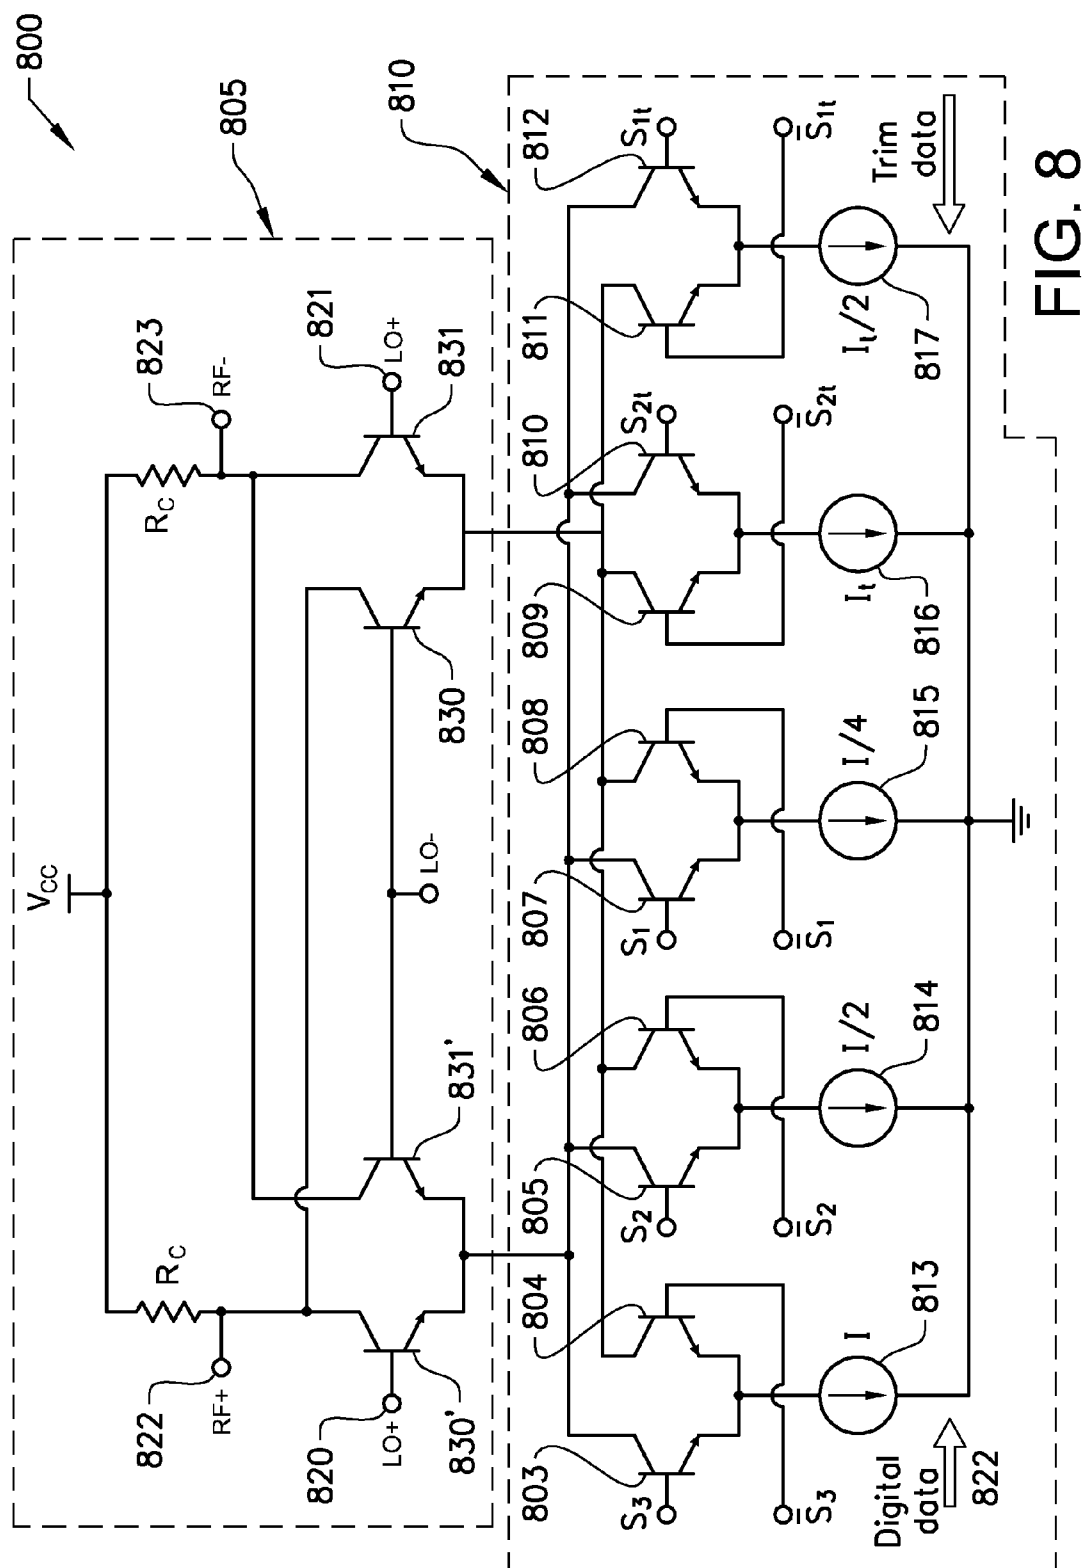 800
805
810
VCC
RC
RC
822
RF+
823
RF-
820
LO+
821
LO+
LO-
830'
831'
830
831
803
804
805
806
807
808
809
810
811
812
S3
S2
S1
S2t
S1t
S̅3
S̅2
S̅1
S̅2t
S̅1t
I
I/2
I/4
It
It/2
813
814
815
816
817
Digital
data
822
Trim
data
FIG. 8